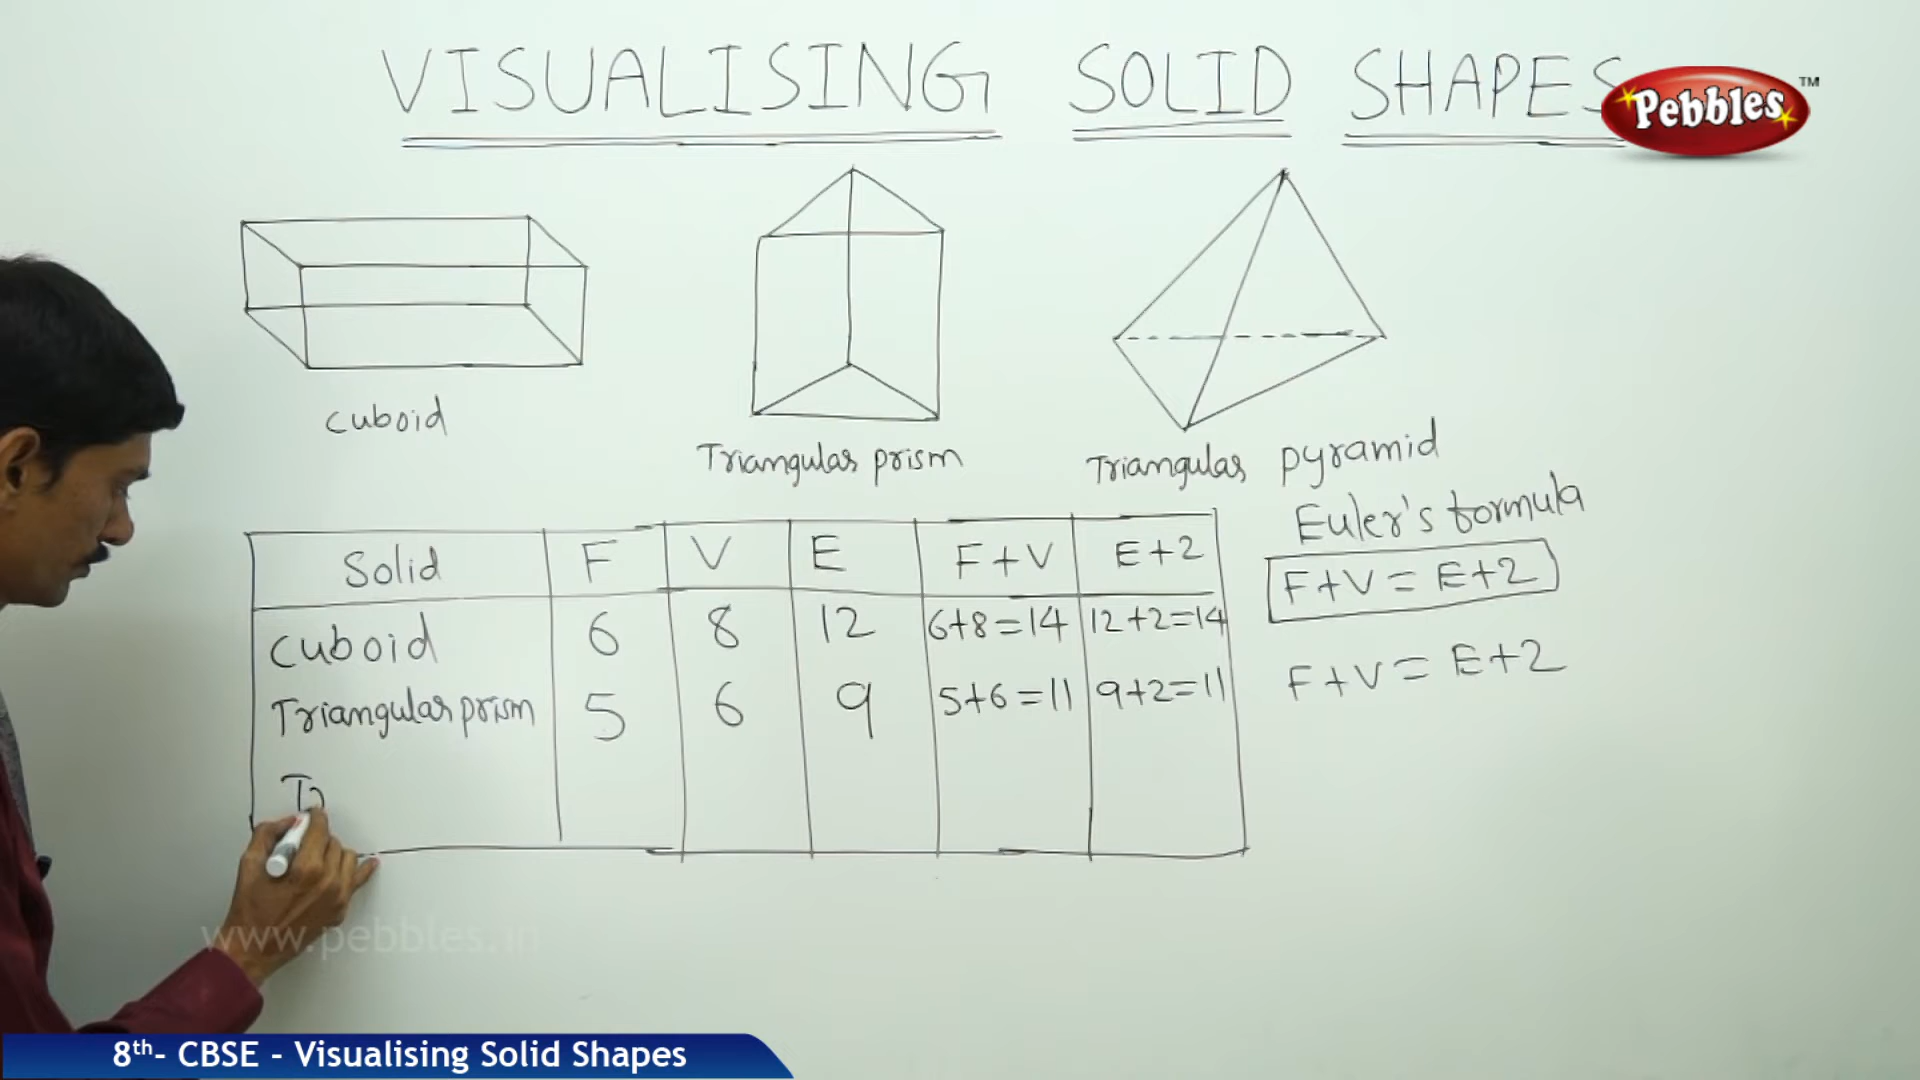 VISUALISING SOLID SHAPES
Pebbles™
cuboid
Triangular prism
Triangular pyramid
Euler's formula
F+V = E+2
F+V = E+2
Solid F V E F+V E+2
cuboid 6 8 12 6+8=14 12+2=14
Triangular prism 5 6 9 5+6=11 9+2=11
Tr
www.pebbles.in
8th- CBSE - Visualising Solid Shapes